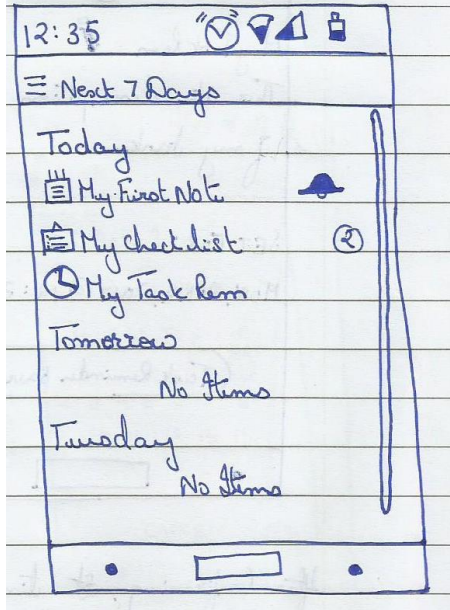 12:35
Next 7 Days
Today
My First Note
My Checklist
2
My Task Rem
Tomorrow
No Items
Tuesday
No Items